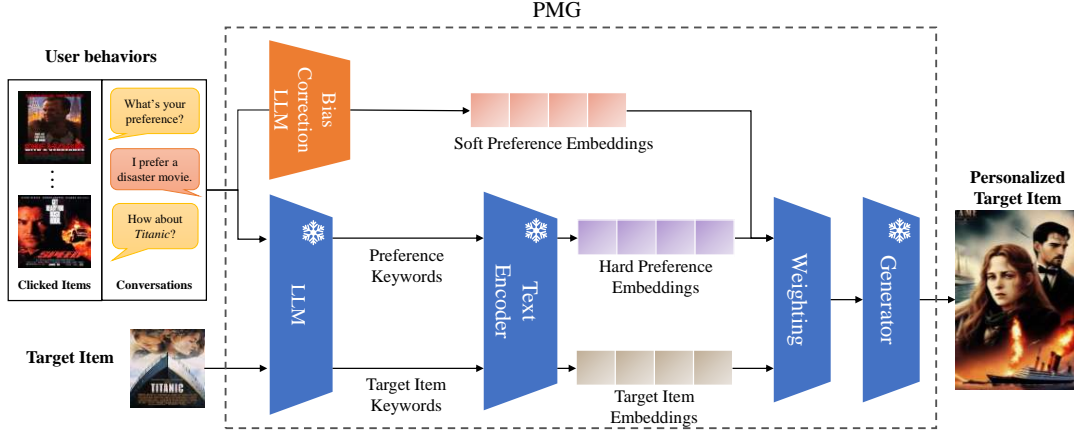 PMG
User behaviors
What's your
preference?
I prefer a
disaster movie.
How about
Titanic?
SPEED
Clicked Items
Conversations
Target Item
TITANIC
Bias
Correction
LLM
Soft Preference Embeddings
LLM
Preference
Keywords
Target Item
Keywords
Text
Encoder
Hard Preference
Embeddings
Target Item
Embeddings
Weighting
Generator
Personalized
Target Item